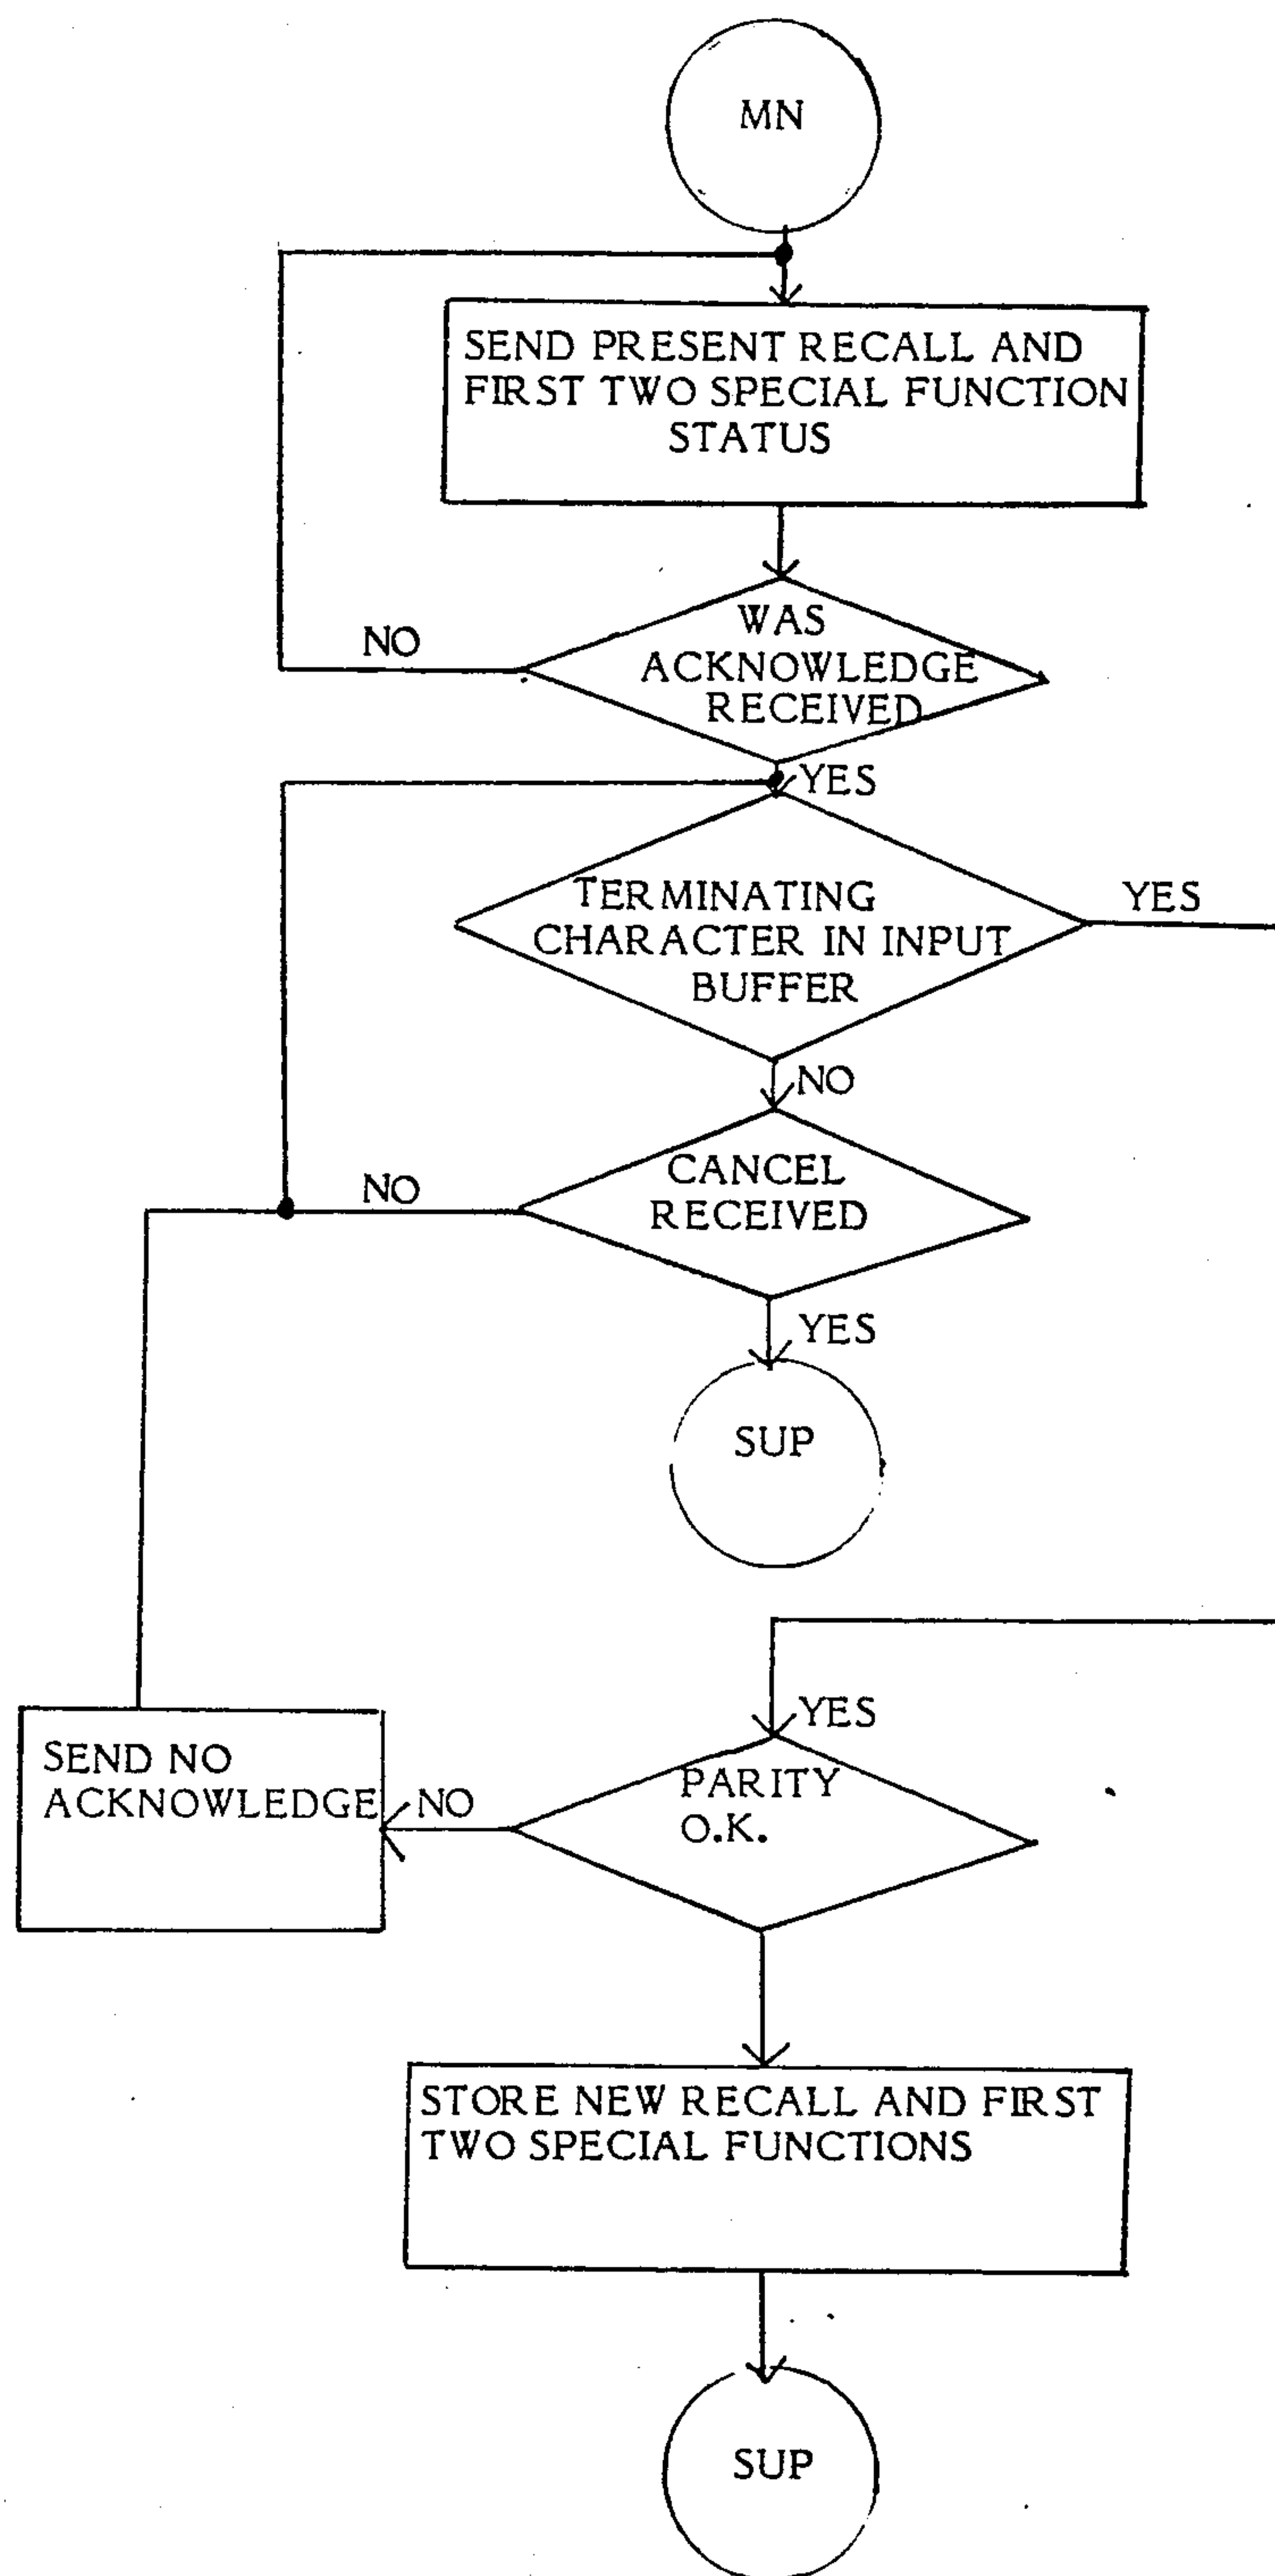 MN
SEND PRESENT RECALL AND
FIRST TWO SPECIAL FUNCTION
STATUS
WAS
ACKNOWLEDGE
RECEIVED
NO
YES
TERMINATING
CHARACTER IN INPUT
BUFFER
YES
NO
CANCEL
RECEIVED
NO
YES
SUP
YES
PARITY
O.K.
NO
SEND NO
ACKNOWLEDGE
STORE NEW RECALL AND FIRST
TWO SPECIAL FUNCTIONS
SUP